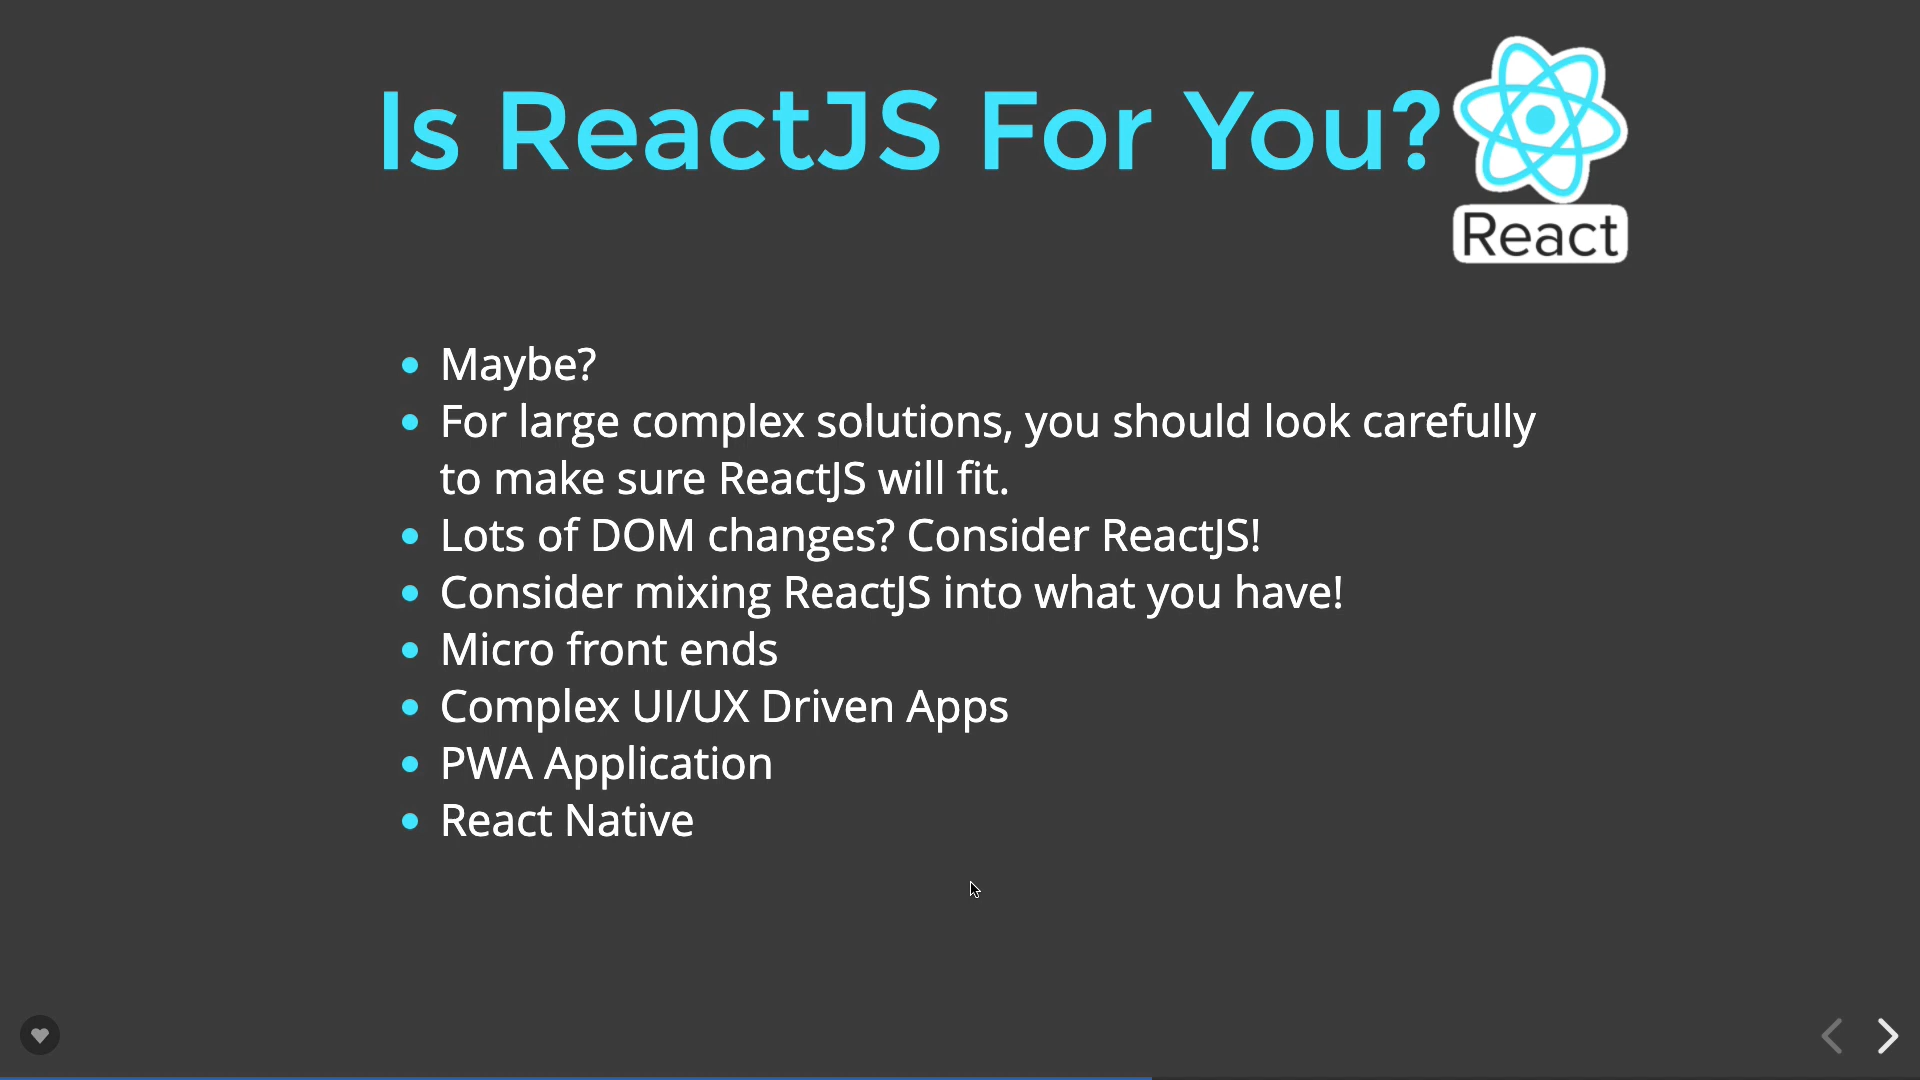 Is ReactJS For You?
React
Maybe?
For large complex solutions, you should look carefully
to make sure ReactJS will fit.
Lots of DOM changes? Consider ReactJS!
Consider mixing ReactJS into what you have!
Micro front ends
Complex UI/UX Driven Apps
PWA Application
React Native